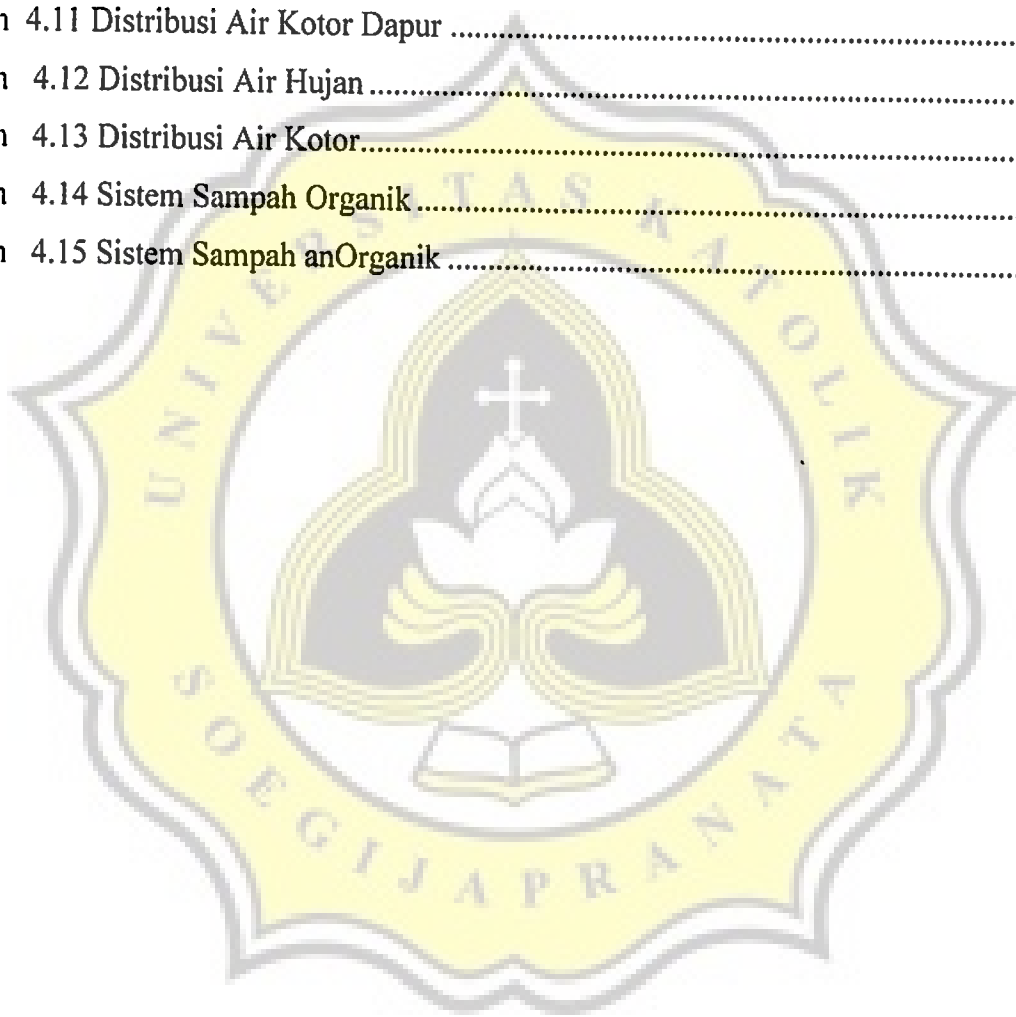 4.11 Distribusi Air Kotor Dapur ........................................
4.12 Distribusi Air Hujan ........................................
4.13 Distribusi Air Kotor ........................................
4.14 Sistem Sampah Organik ........................................
4.15 Sistem Sampah anOrganik ........................................
UNIVERSITAS KATOLIK
SOEGIJAPRANATA